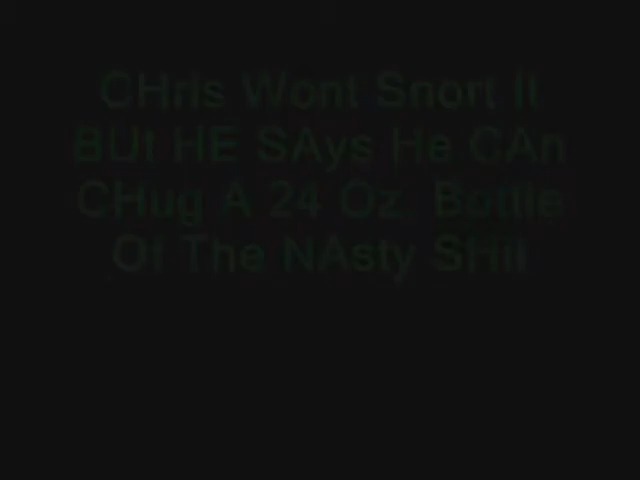 CHris Wont Snort It
BUt HE SAys He CAn
CHug A 24 Oz. Bottle
Of The NAsty SHit